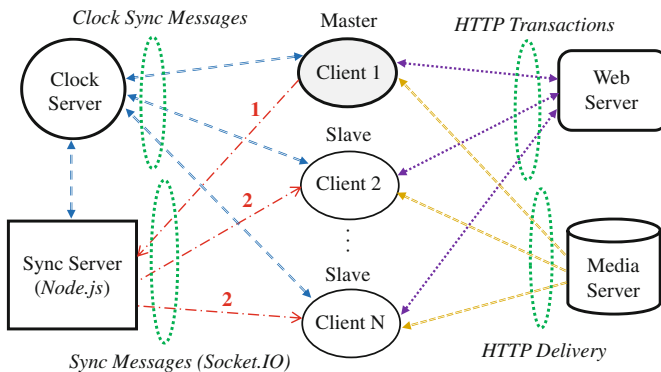 Clock Sync Messages
Master
HTTP Transactions
Clock
Server
Client 1
Web
Server
1
Slave
Client 2
2
⋮
Sync Server
(Node.js)
Slave
Media
Server
2
Client N
Sync Messages (Socket.IO)
HTTP Delivery